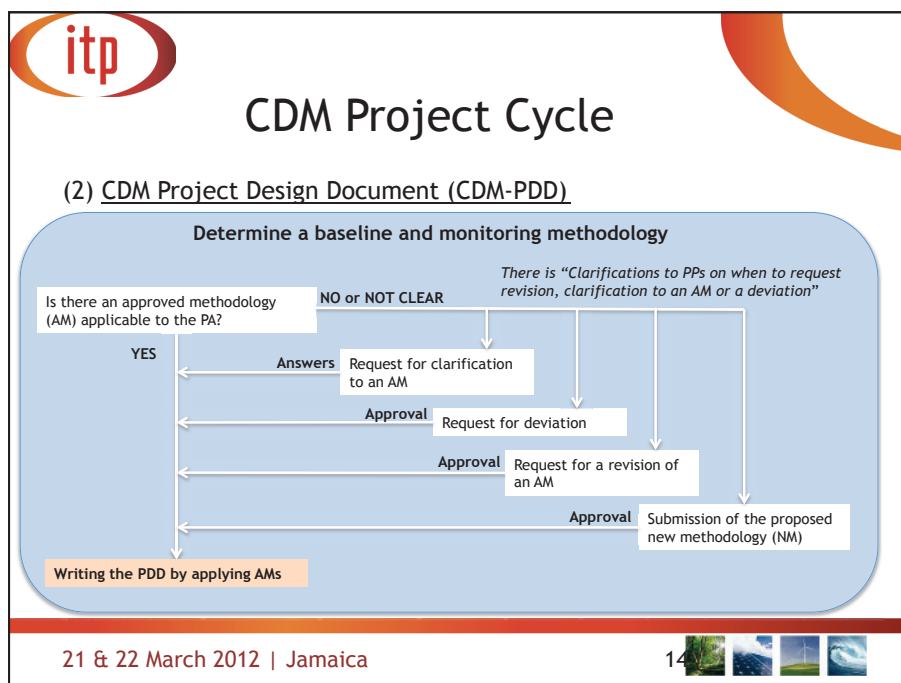 itp
CDM Project Cycle
(2) CDM Project Design Document (CDM-PDD)
Determine a baseline and monitoring methodology
There is “Clarifications to PPs on when to request
revision, clarification to an AM or a deviation”
Is there an approved methodology
(AM) applicable to the PA?
NO or NOT CLEAR
YES
Answers
Request for clarification
to an AM
Approval
Request for deviation
Approval
Request for a revision of
an AM
Approval
Submission of the proposed
new methodology (NM)
Writing the PDD by applying AMs
21 & 22 March 2012 | Jamaica
14